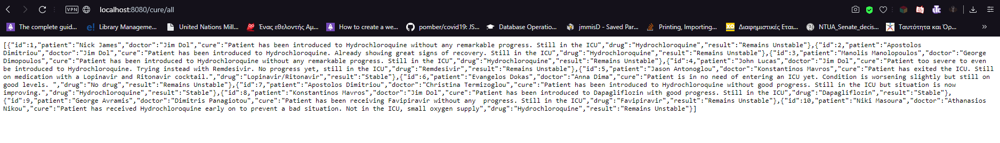 VPN localhost:8080/cure/all
The complete guid... e! Library Manageme... United Nations Mill... Ένας εθελοντής Αμ... How to create a we... pomber/covid19: JS... Database Operatio... jmmisD - Saved Par... Printing, Importing... XO Διαφημιστικές Εται... NTUA_Senate_decis... Ταυτότητα και Όρ... »
[{"id":1,"patient":"Nick James","doctor":"Jim Dol","cure":"Patient has been introduced to Hydrochloroquine without any remarkable progress. Still in the ICU","drug":"Hydrochloroquine","result":"Remains Unstable"},{"id":2,"patient":"Apostolos
Dimitriou","doctor":"Jim Dol","cure":"Patient has been introduced to Hydrochloroquine. Already showing great signs of recovery. Still in the ICU","drug":"Hydrochloroquine","result":"Remains Unstable"},{"id":3,"patient":"Manolis Manolopoulos","doctor":"George
Dimopoulos","cure":"Patient has been introduced to Hydrochloroquine without any remarkable progress. Still in the ICU","drug":"Hydrochloroquine","result":"Remains Unstable"},{"id":4,"patient":"John Lucas","doctor":"Jim Dol","cure":"Patient too severe to even
be introduced to Hydrochloroquine. Trying instead with Remdesivir. No progress yet, still in the ICU","drug":"Remdesivir","result":"Remains Unstable"},{"id":5,"patient":"Jason Antonoglou","doctor":"Konstantinos Mavros","cure":"Patient has exited the ICU. Still
on medication with a Lopinavir and Ritonavir cocktail.","drug":"Lopinavir/Ritonavir","result":"Stable"},{"id":6,"patient":"Evangelos Dokas","doctor":"Anna Dima","cure":"Patient is in no need of entering an ICU yet. Condition is worsening slightly but still on
good levels. ","drug":"No drug","result":"Remains Unstable"},{"id":7,"patient":"Apostolos Dimitriou","doctor":"Christina Termizoglou","cure":"Patient has been introduced to Hydrochloroquine without good progress. Still in the ICU but situation is now
improving.","drug":"Hydrochloroquine","result":"Stable"},{"id":8,"patient":"Konstantinos Mavros","doctor":"Jim Dol","cure":"Patient has been introduced to Dapagliflozin with good progress. Still in the ICU","drug":"Dapagliflozin","result":"Stable"},
{"id":9,"patient":"George Avramis","doctor":"Dimitris Panagiotou","cure":"Patient has been receiving Favipiravir without any  progress. Still in the ICU","drug":"Favipiravir","result":"Remains Unstable"},{"id":10,"patient":"Niki Masoura","doctor":"Athanasios
Nikou","cure":"Patient has received Hydrochloroquine early on to prevent a bad situation. Not in the ICU, small oxygen supply","drug":"Hydrochloroquine","result":"Remains Unstable"}]